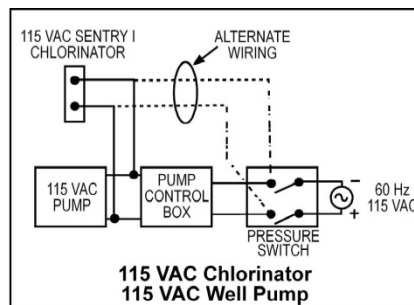 115 VAC SENTRY I
CHLORINATOR
ALTERNATE
WIRING
115 VAC
PUMP
PUMP
CONTROL
BOX
PRESSURE
SWITCH
–
+
60 Hz
115 VAC
115 VAC Chlorinator
115 VAC Well Pump